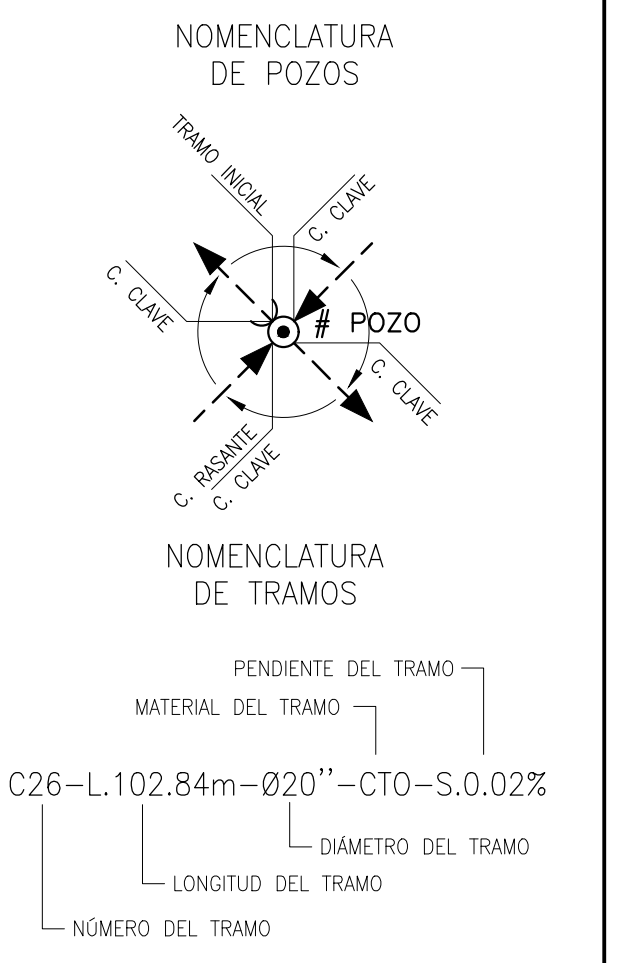 NOMENCLATURA
DE POZOS
TRAMO INICIAL
C. CLAVE
C. CLAVE
# POZO
C. CLAVE
C. RASANTE
C. CLAVE
NOMENCLATURA
DE TRAMOS
PENDIENTE DEL TRAMO
MATERIAL DEL TRAMO
C26-L.102.84m-Ø20''-CTO-S.0.02%
DIÁMETRO DEL TRAMO
LONGITUD DEL TRAMO
NÚMERO DEL TRAMO